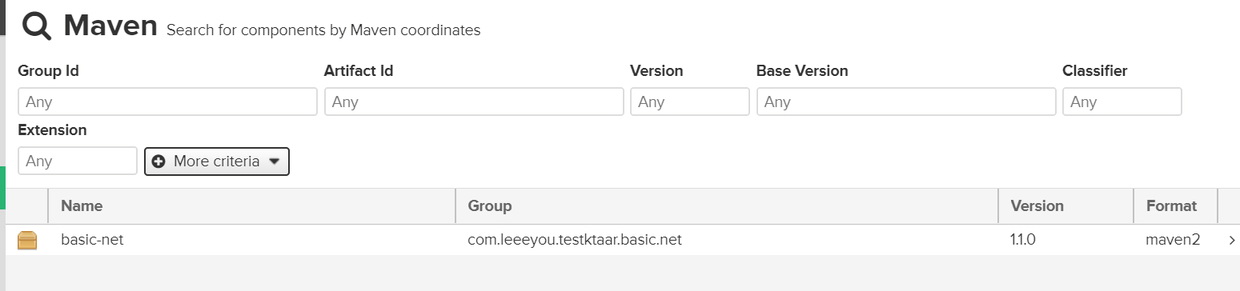 Maven Search for components by Maven coordinates
Group Id Artifact Id Version Base Version Classifier
Any Any Any Any Any
Extension
Any More criteria
Name Group Version Format
basic-net com.leeeyou.testktaar.basic.net 1.1.0 maven2